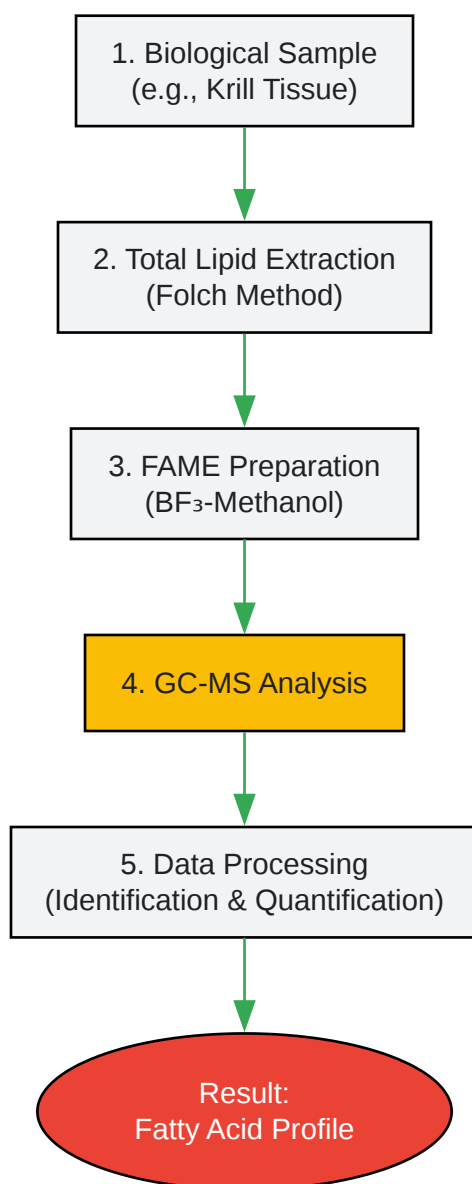 1. Biological Sample
(e.g., Krill Tissue)
2. Total Lipid Extraction
(Folch Method)
3. FAME Preparation
(BF₃-Methanol)
4. GC-MS Analysis
5. Data Processing
(Identification & Quantification)
Result:
Fatty Acid Profile